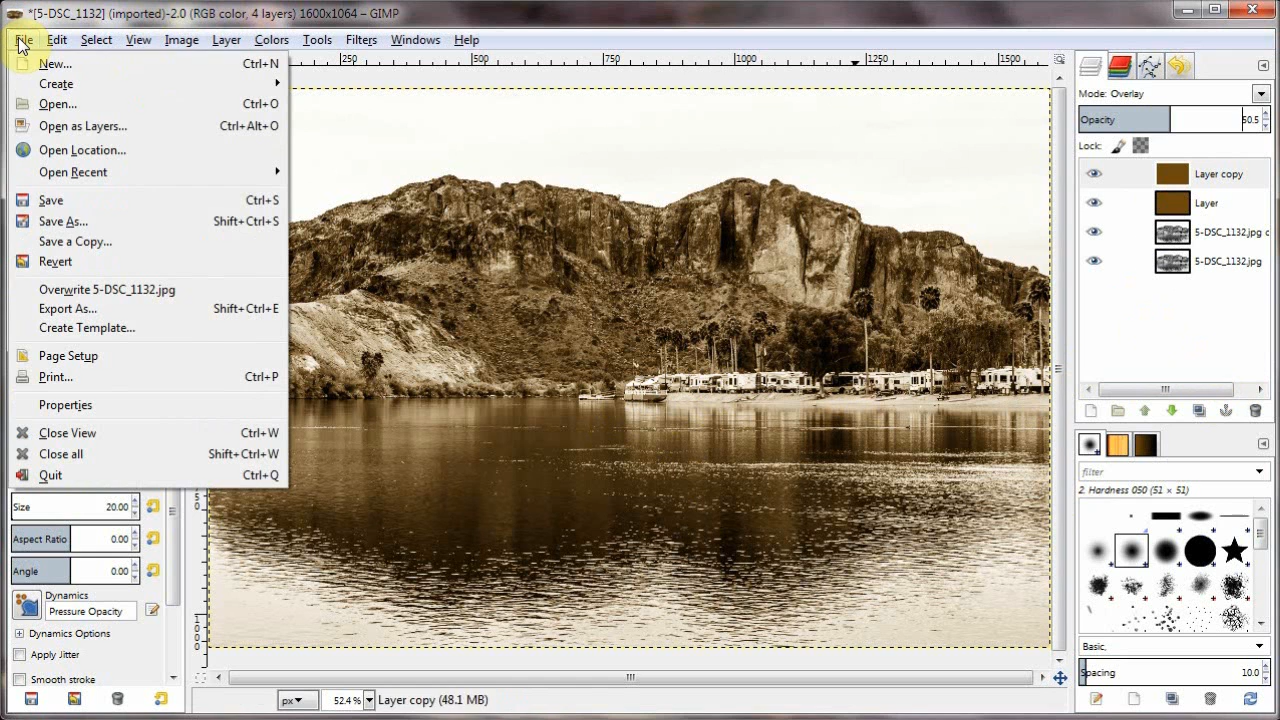 *[5-DSC_1132] (imported)-2.0 (RGB color, 4 layers) 1600x1064 – GIMP
File Edit Select View Image Layer Colors Tools Filters Windows Help
New... Ctrl+N
Create
Open... Ctrl+O
Open as Layers... Ctrl+Alt+O
Open Location...
Open Recent
Save Ctrl+S
Save As... Shift+Ctrl+S
Save a Copy...
Revert
Overwrite 5-DSC_1132.jpg
Export As... Shift+Ctrl+E
Create Template...
Page Setup
Print... Ctrl+P
Properties
Close View Ctrl+W
Close all Shift+Ctrl+W
Quit Ctrl+Q
250 500 750 1000 1250 1500
Size 20.00
Aspect Ratio 0.00
Angle 0.00
Dynamics
Pressure Opacity
Dynamics Options
Apply Jitter
Smooth stroke
5
0
1
0
0
0
px 52.4 % Layer copy (48.1 MB)
Mode: Overlay
Opacity 50.5
Lock:
Layer copy
Layer
5-DSC_1132.jpg c
5-DSC_1132.jpg
filter
2. Hardness 050 (51 × 51)
Basic,
Spacing 10.0